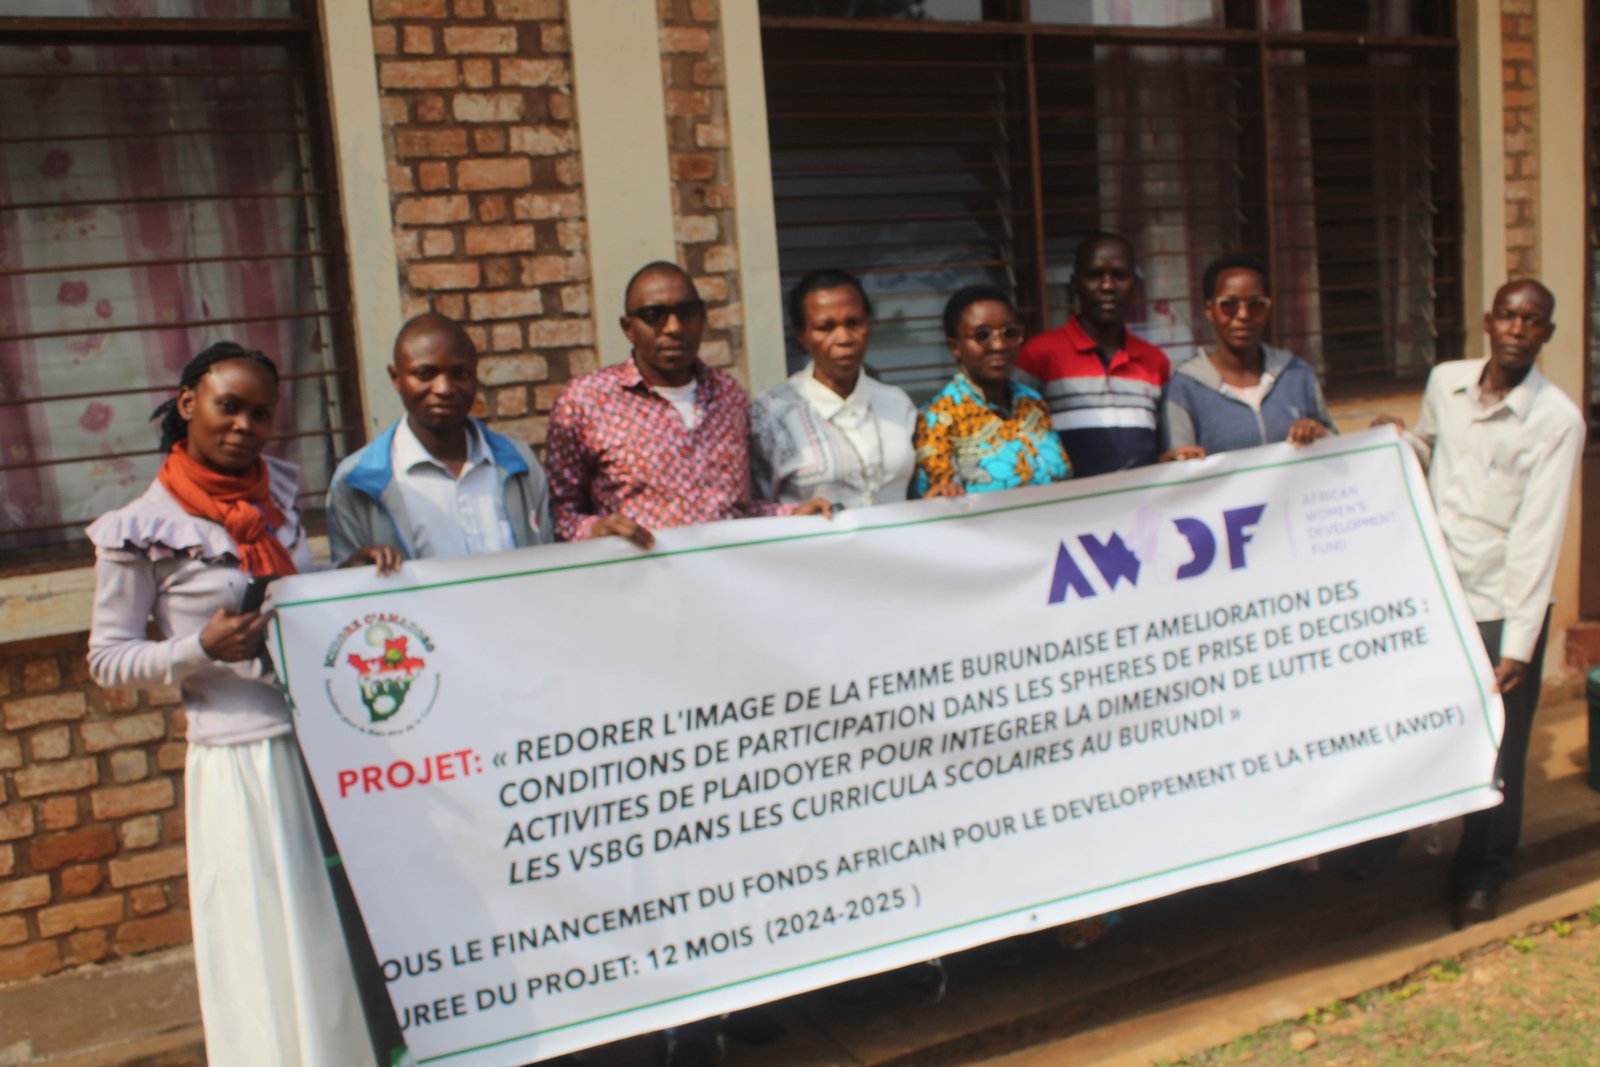 AWDF
AFRICAN
WOMEN'S
DEVELOPMENT
FUND
PROJET: « REDORER L'IMAGE DE LA FEMME BURUNDAISE ET AMELIORATION DES
CONDITIONS DE PARTICIPATION DANS LES SPHERES DE PRISE DE DECISIONS :
ACTIVITES DE PLAIDOYER POUR INTEGRER LA DIMENSION DE LUTTE CONTRE
LES VSBG DANS LES CURRICULA SCOLAIRES AU BURUNDI »
OUS LE FINANCEMENT DU FONDS AFRICAIN POUR LE DEVELOPPEMENT DE LA FEMME (AWDF)
UREE DU PROJET: 12 MOIS (2024-2025 )